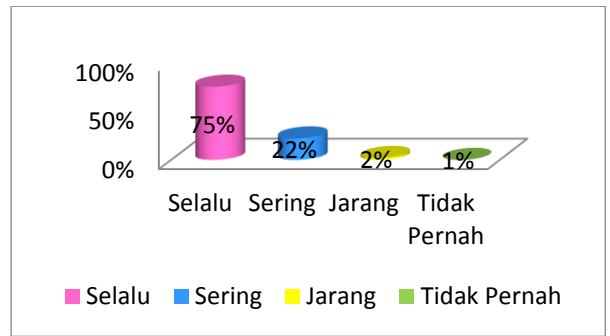 100%
50%
0%
75%
22%
2%
1%
Selalu Sering Jarang Tidak
Pernah
Selalu Sering Jarang Tidak Pernah